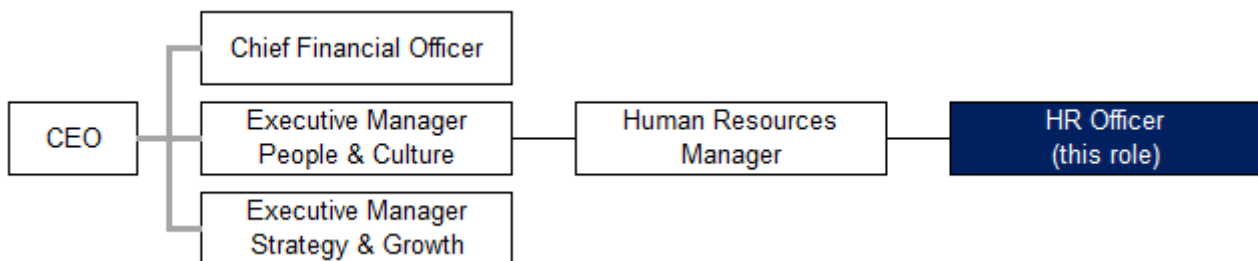 Chief Financial Officer
CEO
Executive Manager
People & Culture
Human Resources
Manager
HR Officer
(this role)
Executive Manager
Strategy & Growth